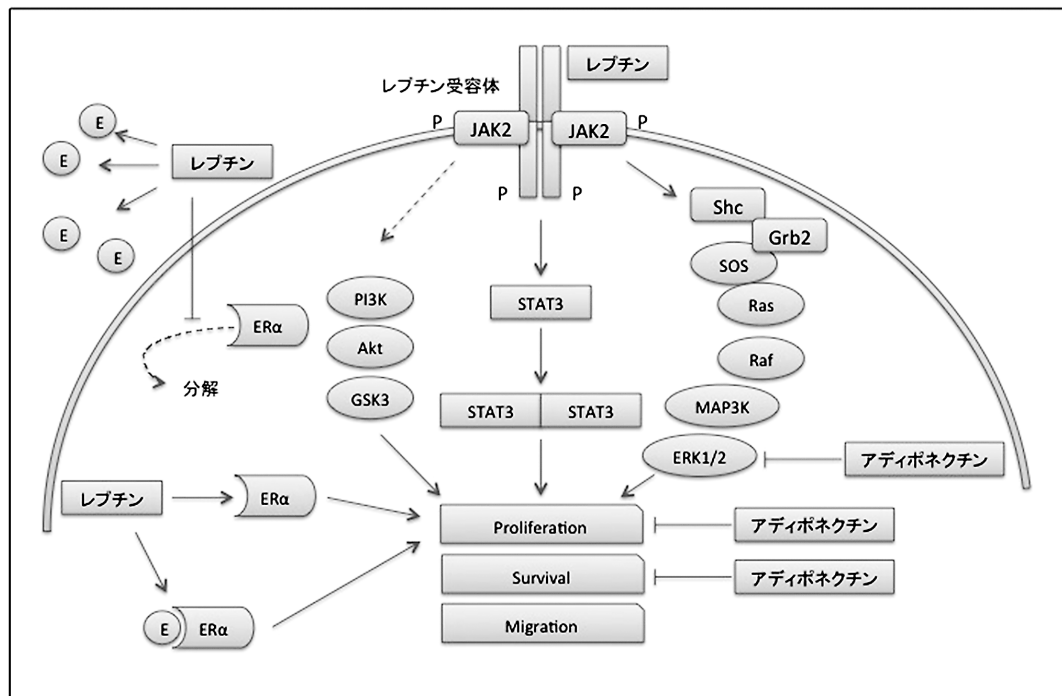 レプチン
レプチン受容体
P
JAK2
JAK2
P
E
E
レプチン
E
E
P
P
Shc
Grb2
SOS
PI3K
STAT3
Ras
ERα
Akt
Raf
分解
GSK3
STAT3
STAT3
MAP3K
ERK1/2
アディポネクチン
レプチン
ERα
Proliferation
アディポネクチン
Survival
アディポネクチン
E
ERα
Migration